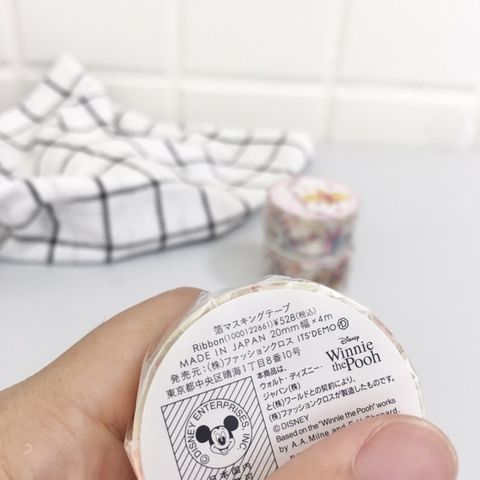 箔マスキングテープ
Ribbon(1000122661)¥528(税込)
MADE IN JAPAN 20mm幅×4m
発売元:(株)ファッションクロス ITS'DEMO
東京都中央区晴海1丁目8番10号
Disney
Winnie the Pooh
本商品は、
ウォルト・ディズニー・
ジャパン(株)
と(株)ワールドとの契約により、
(株)ファッションクロスが製造したものです。
©DISNEY
Based on the "Winnie the Pooh" works
by A.A. Milne and E.H. Shepard.
©DISNEY ENTERPRISES, INC.
日本国内